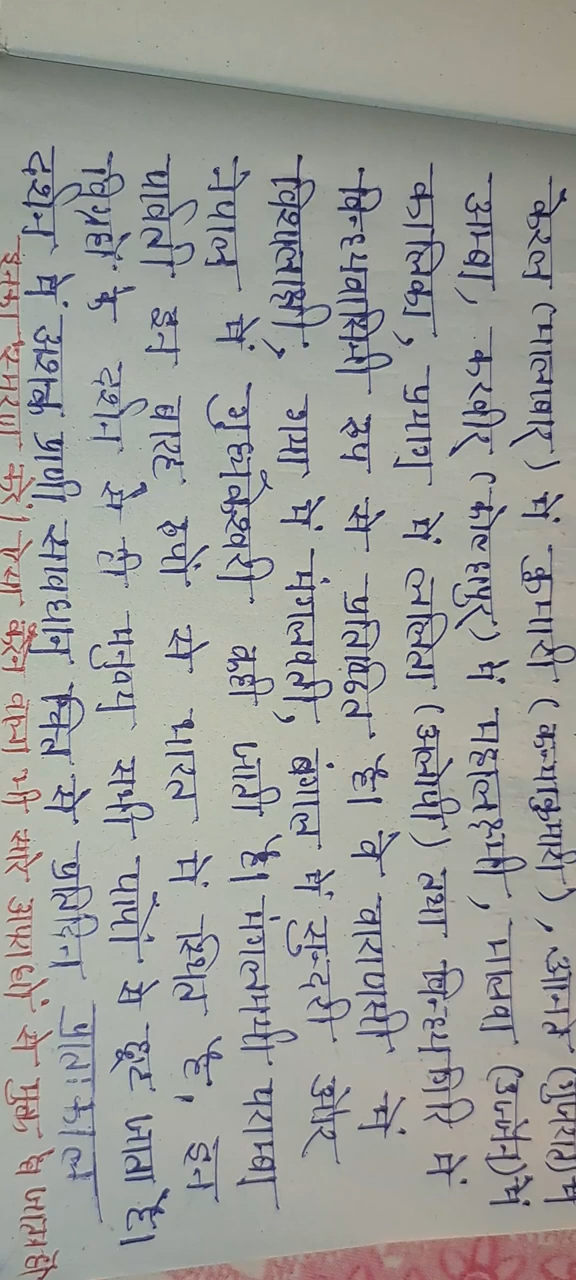 केरल (मालाबार) में कुमारी (कन्याकुमारी), आनर्त (गुजरात) में
अम्बा, करवीर (कोल्हापुर) में महालक्ष्मी, मालवा (उज्जैन) में
कालिका, प्रयाग में ललिता (अलोपी) तथा विन्ध्यगिरि में
विन्ध्यवासिनी रूप से प्रतिष्ठित हैं। वे वाराणसी में
विशालाक्षी, गया में मंगलवती, बंगाल में सुन्दरी और
नेपाल में गुह्यकेश्वरी कही जाती हैं। मंगलमयी पराम्बा
पार्वती इन बारह रूपों से भारत में स्थित हैं, इन
विग्रहों के दर्शन से ही मनुष्य सभी पापों से छूट जाता है।
दर्शन में अशक्त प्राणी सावधान चित्त से प्रतिदिन प्रातःकाल
इनका स्मरण करें। ऐसा करने वाला भी सारे अपराधों से मुक्त हो जाता है